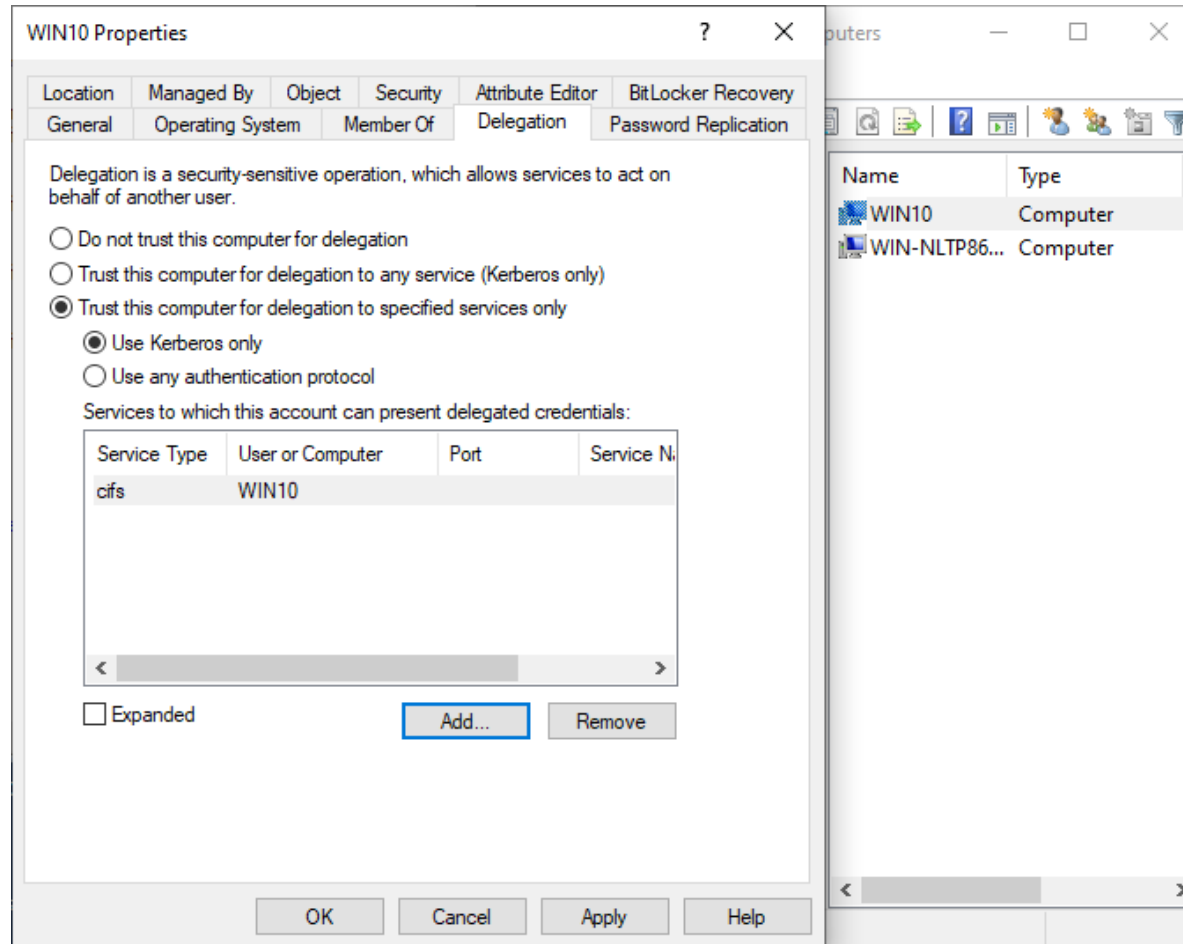 WIN10 Properties
puters
Location Managed By Object Security Attribute Editor BitLocker Recovery
General Operating System Member Of Delegation Password Replication
Delegation is a security-sensitive operation, which allows services to act on
behalf of another user.
Do not trust this computer for delegation
Trust this computer for delegation to any service (Kerberos only)
Trust this computer for delegation to specified services only
Use Kerberos only
Use any authentication protocol
Services to which this account can present delegated credentials:
Service Type User or Computer Port Service Na
cifs WIN10
Expanded
Add... Remove
OK Cancel Apply Help
Name Type
WIN10 Computer
WIN-NLTP86... Computer